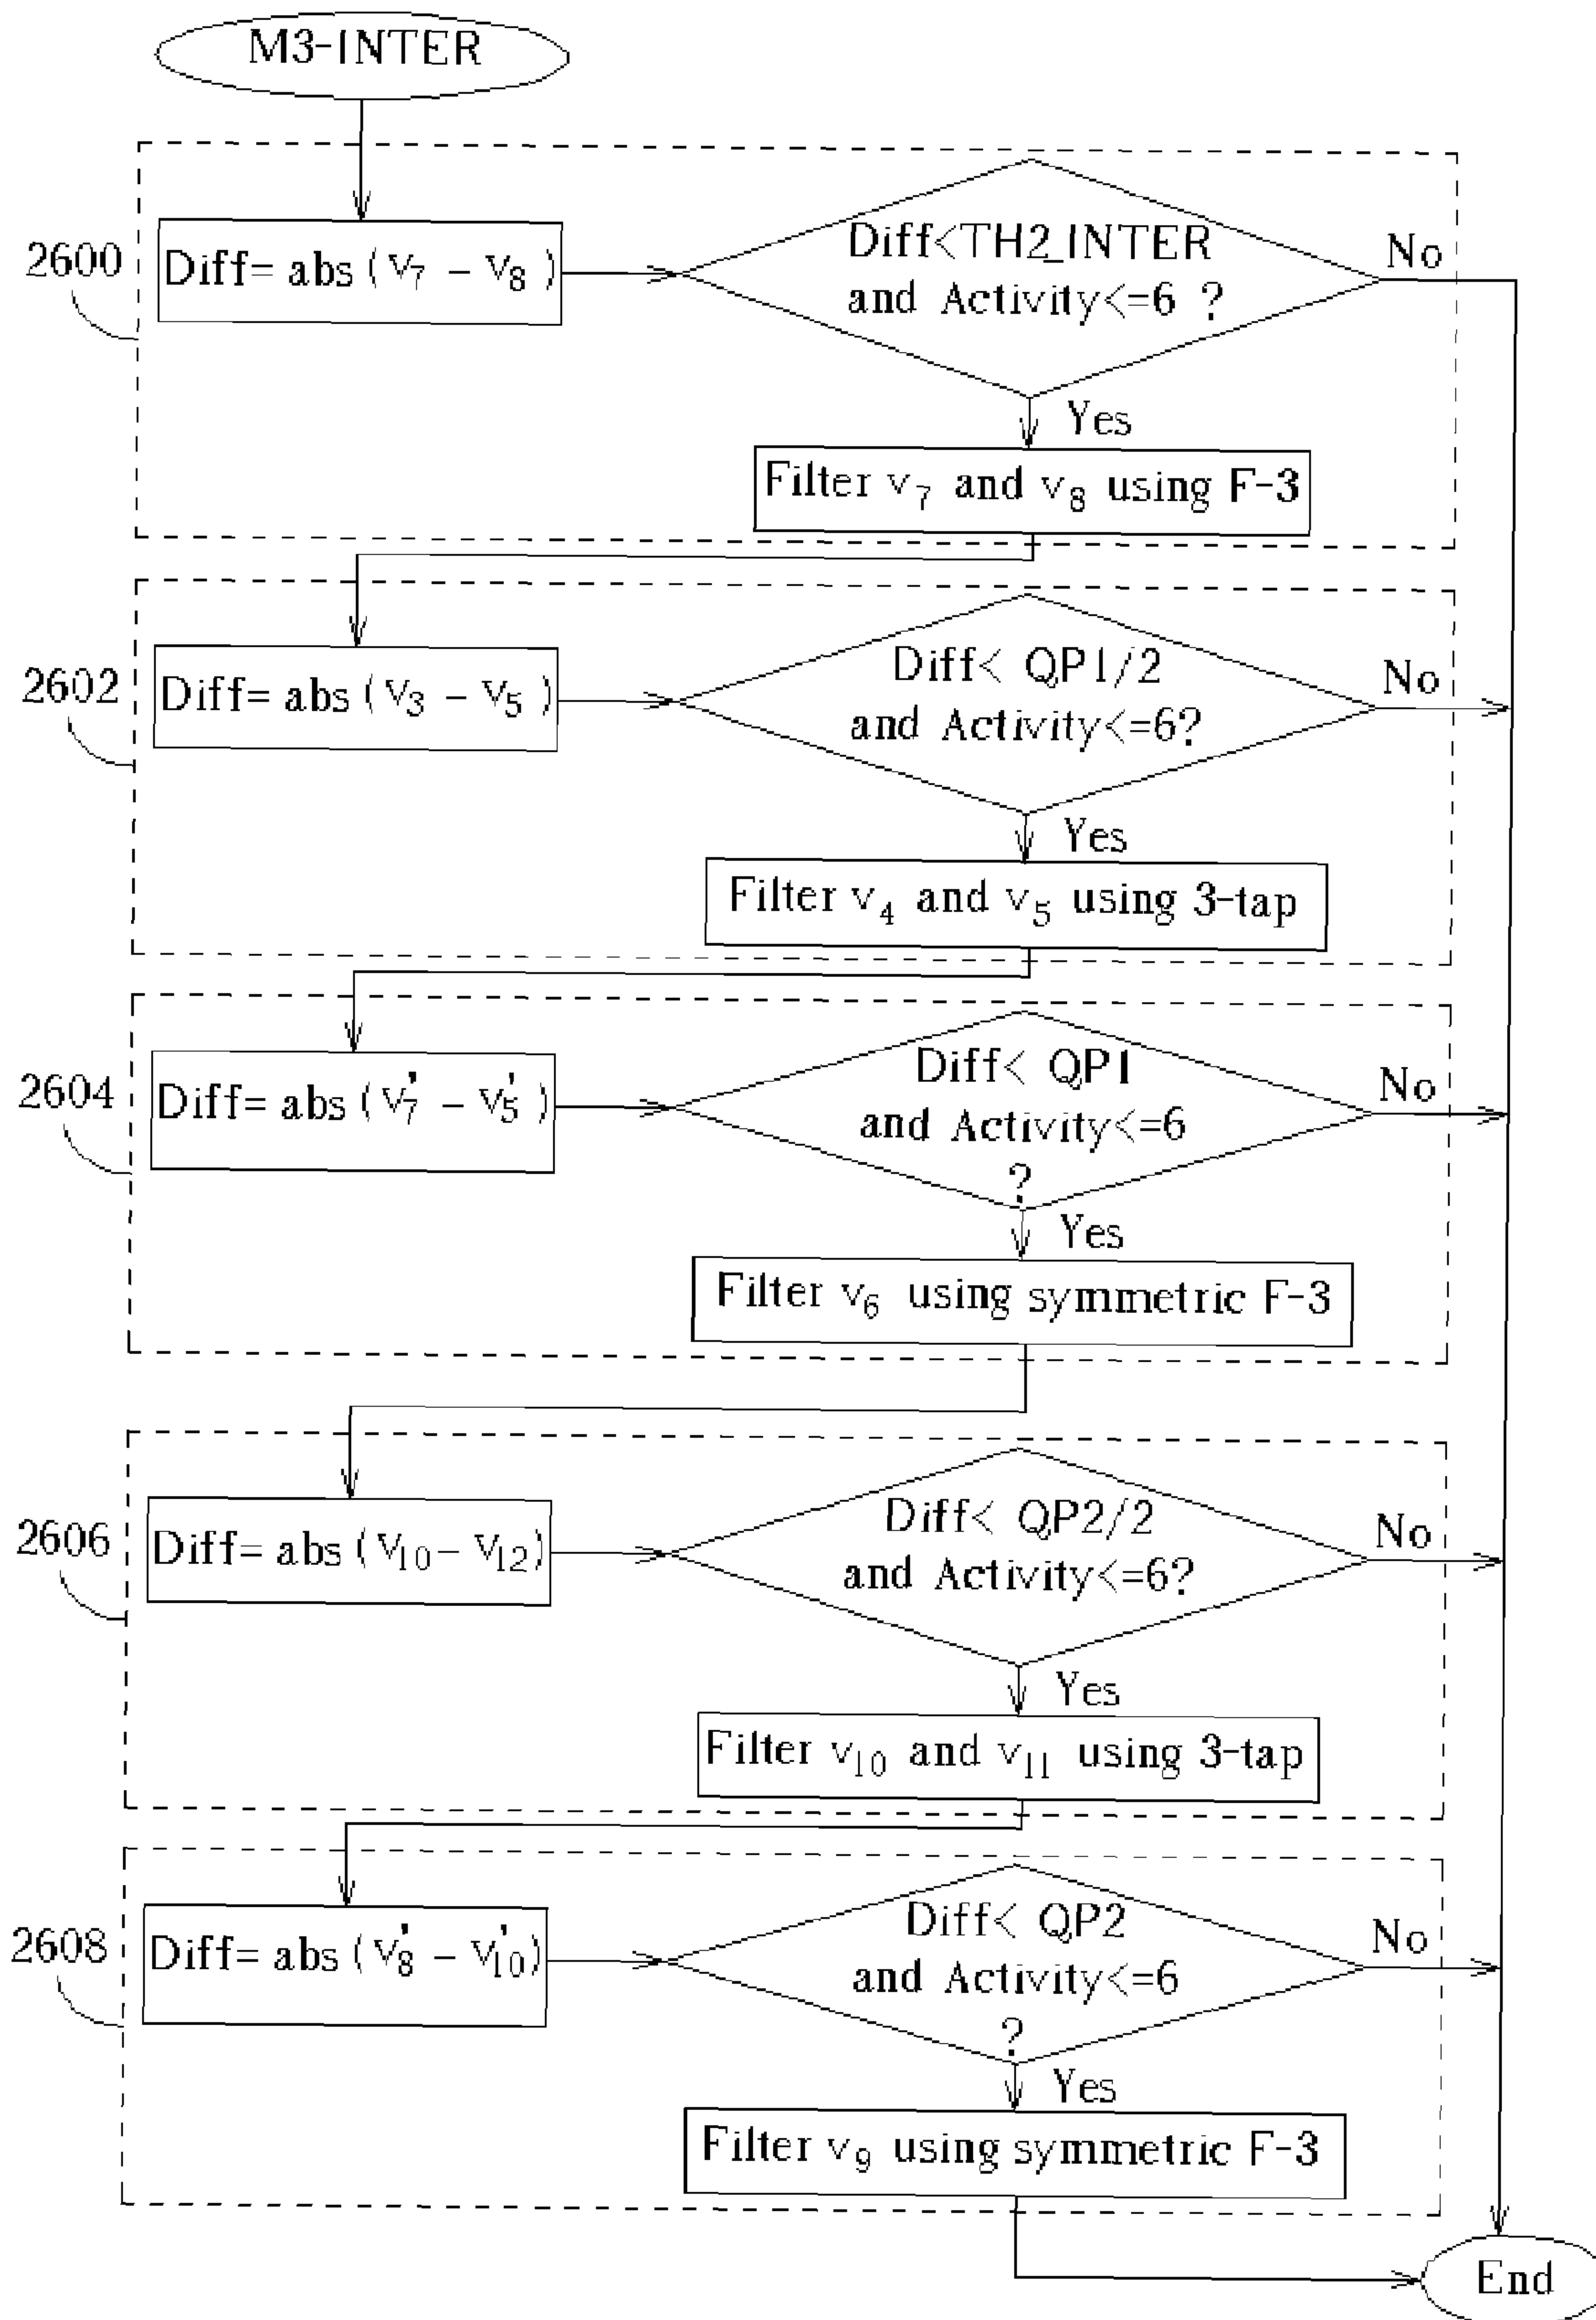 M3-INTER
2600
Diff= abs (v7 - v8 )
Diff<TH2_INTER
and Activity<=6 ?
No
Yes
Filter v7 and v8 using F-3
2602
Diff= abs (v3 - v5 )
Diff< QP1/2
and Activity<=6?
No
Yes
Filter v4 and v5 using 3-tap
2604
Diff= abs (v'7 - v'5 )
Diff< QP1
and Activity<=6
?
No
Yes
Filter v6 using symmetric F-3
2606
Diff= abs (v10 - v12)
Diff< QP2/2
and Activity<=6?
No
Yes
Filter v10 and v11 using 3-tap
2608
Diff= abs (v'8 - v'10)
Diff< QP2
and Activity<=6
?
No
Yes
Filter v9 using symmetric F-3
End